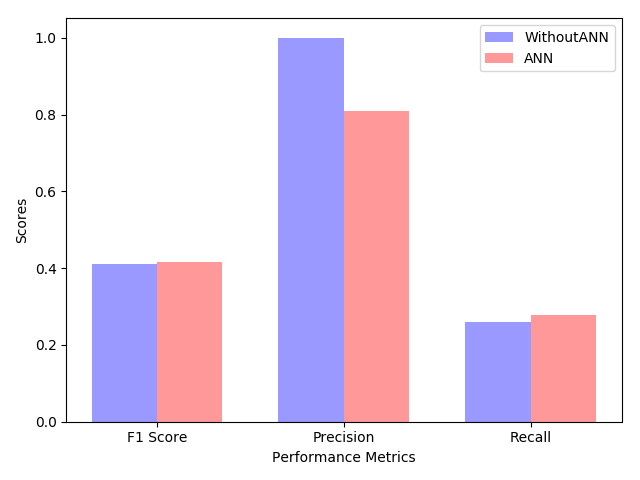 WithoutANN
ANN
1.0
0.8
0.6
0.4
0.2
0.0
Scores
F1 Score
Precision
Recall
Performance Metrics